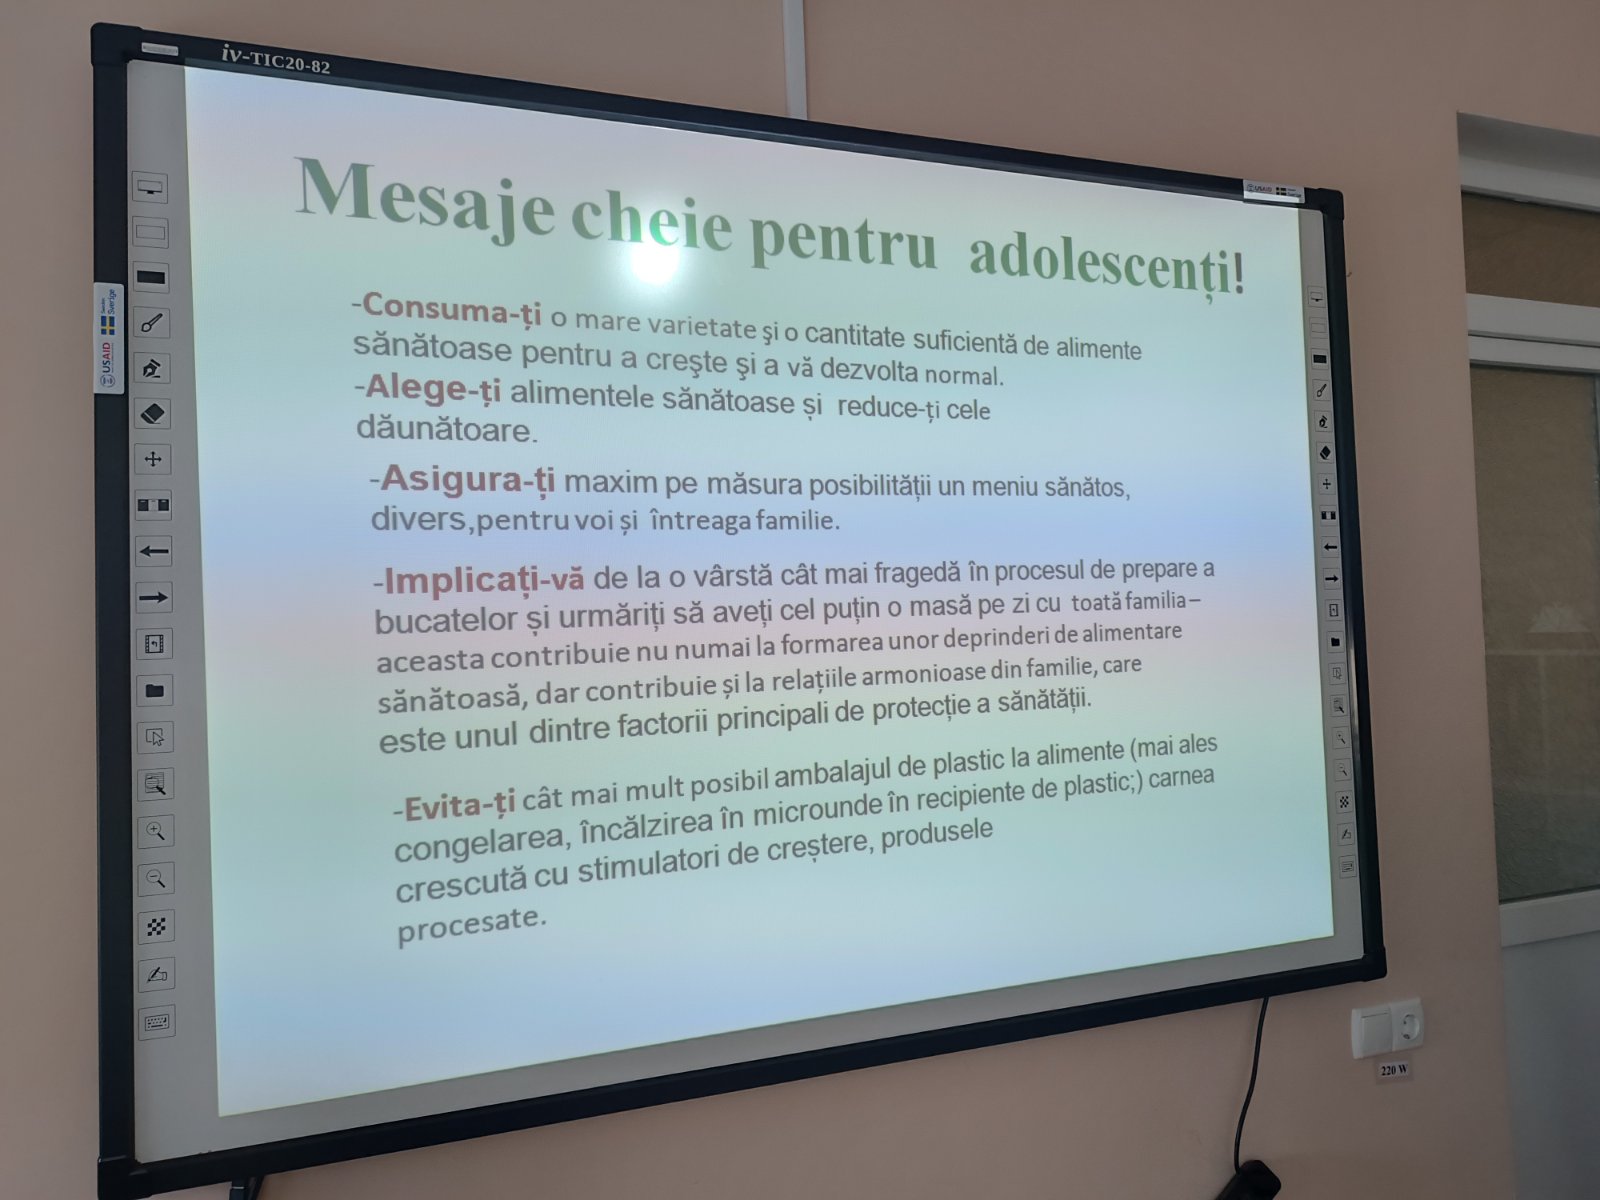 iv-TIC20-82
USAID
Sverige
USAID
Sverige
Mesaje cheie pentru adolescenți!
-Consuma-ți o mare varietate şi o cantitate suficientă de alimente
sănătoase pentru a creşte şi a vă dezvolta normal.
-Alege-ți alimentele sănătoase și reduce-ți cele
dăunătoare.
-Asigura-ți maxim pe măsura posibilității un meniu sănătos,
divers,pentru voi și întreaga familie.
-Implicați-vă de la o vârstă cât mai fragedă în procesul de prepare a
bucatelor și urmăriți să aveți cel puțin o masă pe zi cu toată familia –
aceasta contribuie nu numai la formarea unor deprinderi de alimentare
sănătoasă, dar contribuie și la relațiile armonioase din familie, care
este unul dintre factorii principali de protecție a sănătății.
-Evita-ți cât mai mult posibil ambalajul de plastic la alimente (mai ales
congelarea, încălzirea în microunde în recipiente de plastic;) carnea
crescută cu stimulatori de creștere, produsele
procesate.
220 W